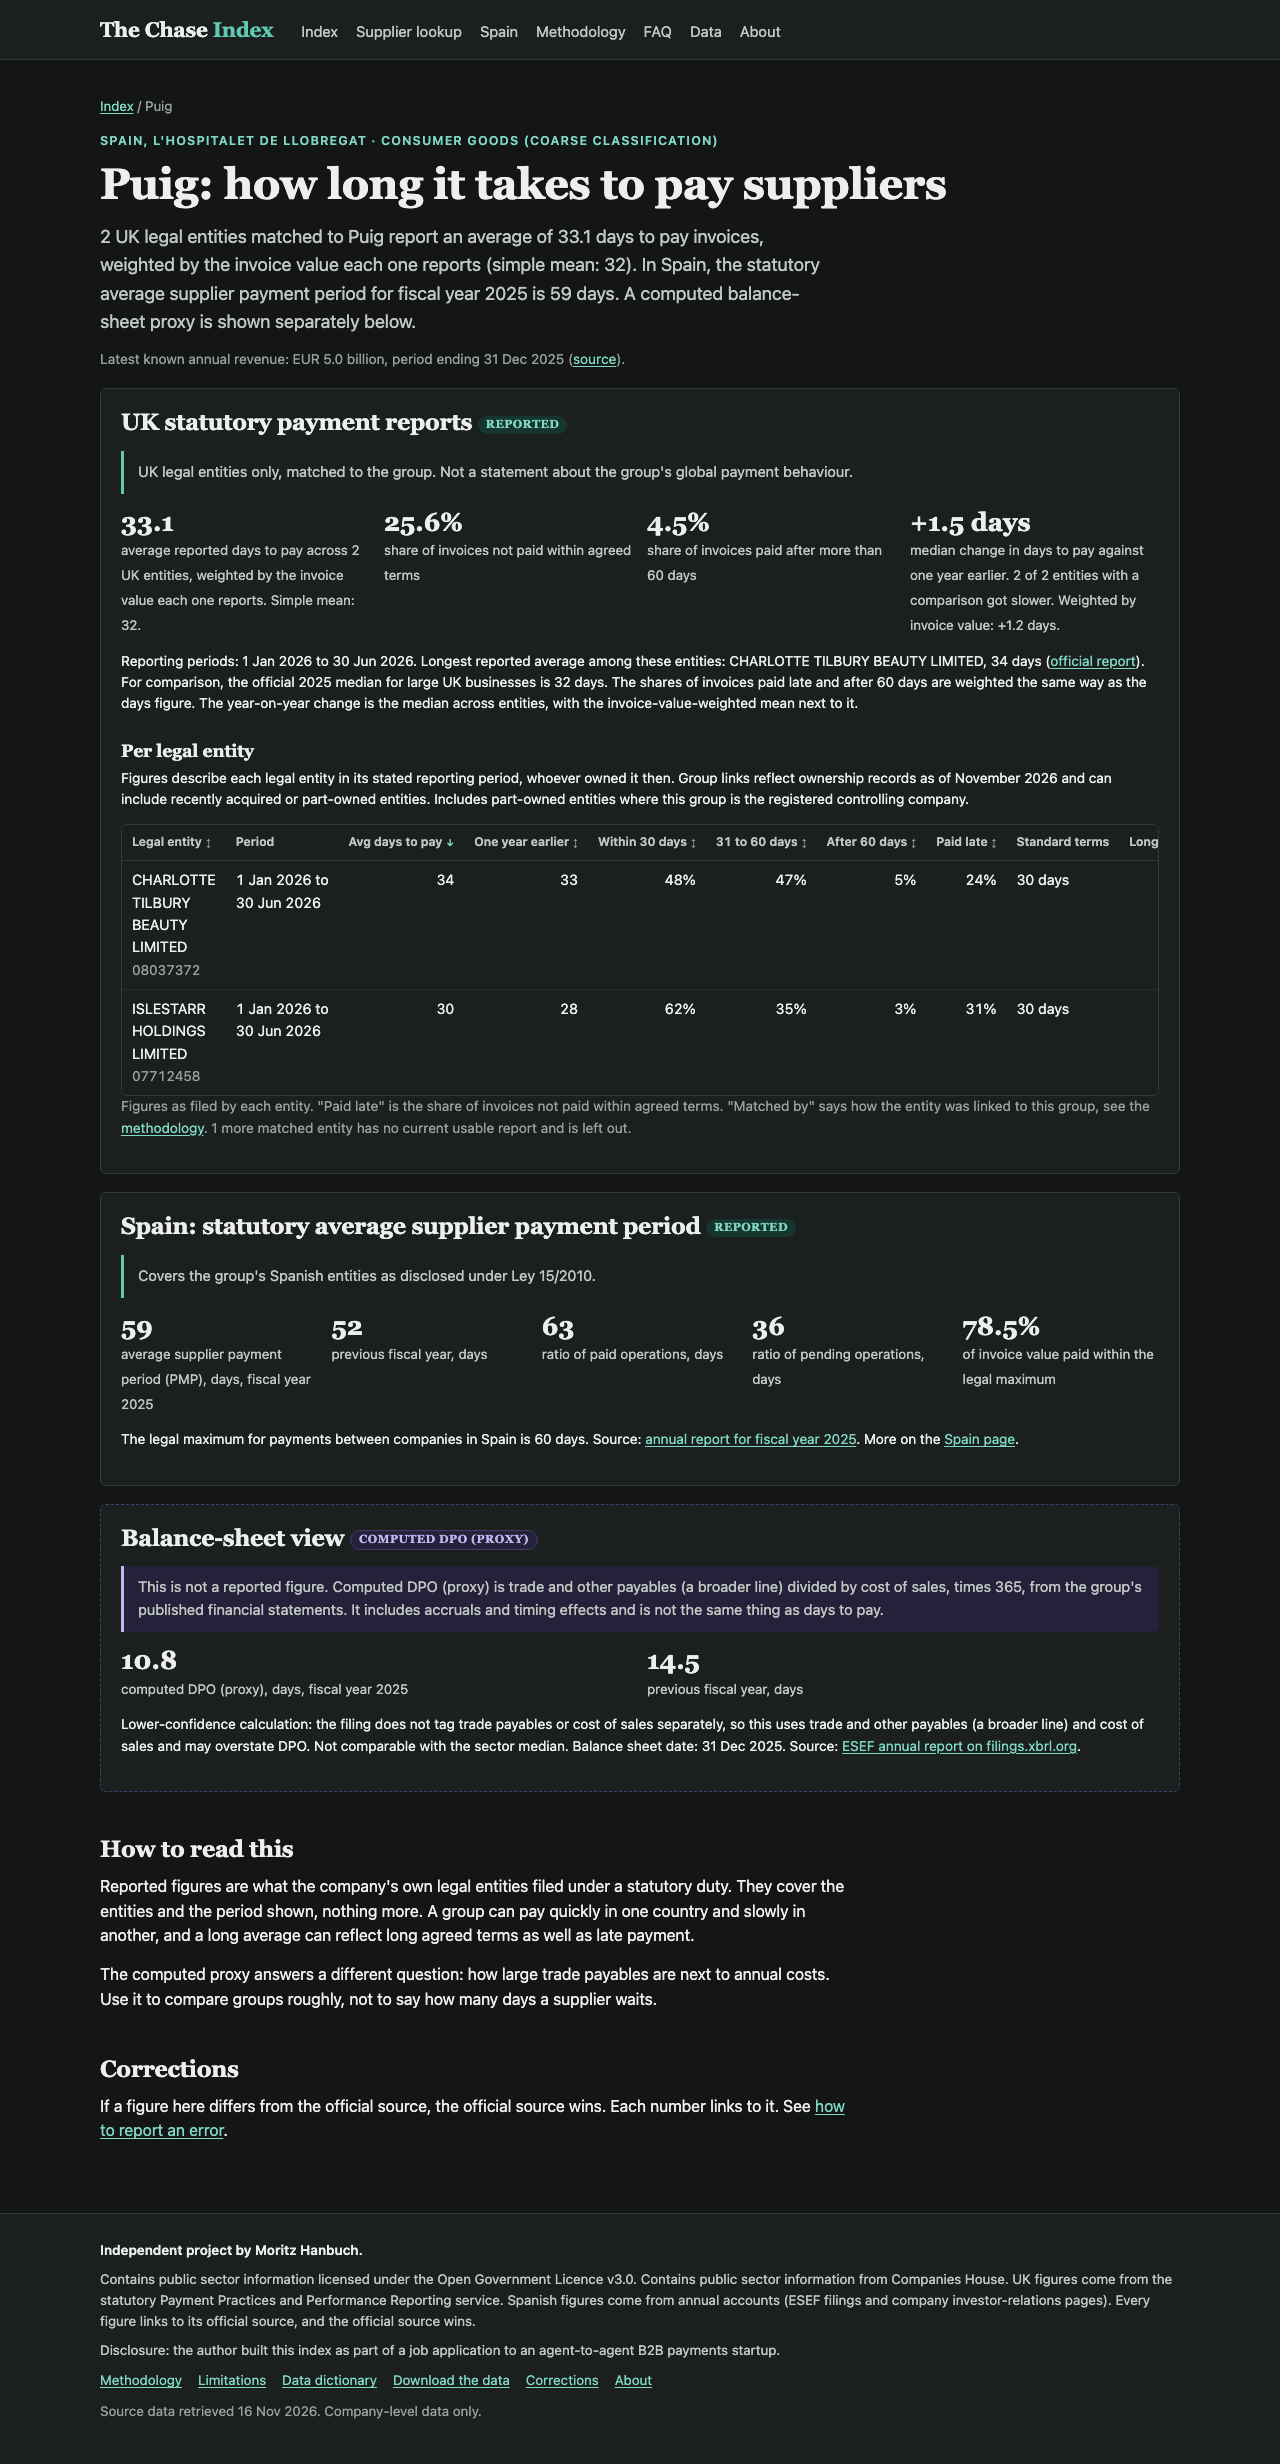 The Chase Index
Index Supplier lookup Spain Methodology FAQ Data About
Index / Puig
SPAIN, L'HOSPITALET DE LLOBREGAT · CONSUMER GOODS (COARSE CLASSIFICATION)
Puig: how long it takes to pay suppliers
2 UK legal entities matched to Puig report an average of 33.1 days to pay invoices,
weighted by the invoice value each one reports (simple mean: 32). In Spain, the statutory
average supplier payment period for fiscal year 2025 is 59 days. A computed balance-
sheet proxy is shown separately below.
Latest known annual revenue: EUR 5.0 billion, period ending 31 Dec 2025 (source).
UK statutory payment reports REPORTED
UK legal entities only, matched to the group. Not a statement about the group's global payment behaviour.
33.1
average reported days to pay across 2
UK entities, weighted by the invoice
value each one reports. Simple mean:
32.
25.6%
share of invoices not paid within agreed
terms
4.5%
share of invoices paid after more than
60 days
+1.5 days
median change in days to pay against
one year earlier. 2 of 2 entities with a
comparison got slower. Weighted by
invoice value: +1.2 days.
Reporting periods: 1 Jan 2026 to 30 Jun 2026. Longest reported average among these entities: CHARLOTTE TILBURY BEAUTY LIMITED, 34 days (official report).
For comparison, the official 2025 median for large UK businesses is 32 days. The shares of invoices paid late and after 60 days are weighted the same way as the
days figure. The year-on-year change is the median across entities, with the invoice-value-weighted mean next to it.
Per legal entity
Figures describe each legal entity in its stated reporting period, whoever owned it then. Group links reflect ownership records as of November 2026 and can
include recently acquired or part-owned entities. Includes part-owned entities where this group is the registered controlling company.
Legal entity ↕ Period Avg days to pay ↓ One year earlier ↕ Within 30 days ↕ 31 to 60 days ↕ After 60 days ↕ Paid late ↕ Standard terms Long
CHARLOTTE 1 Jan 2026 to 34 33 48% 47% 5% 24% 30 days
TILBURY 30 Jun 2026
BEAUTY
LIMITED
08037372
ISLESTARR 1 Jan 2026 to 30 28 62% 35% 3% 31% 30 days
HOLDINGS 30 Jun 2026
LIMITED
07712458
Figures as filed by each entity. "Paid late" is the share of invoices not paid within agreed terms. "Matched by" says how the entity was linked to this group, see the
methodology. 1 more matched entity has no current usable report and is left out.
Spain: statutory average supplier payment period REPORTED
Covers the group's Spanish entities as disclosed under Ley 15/2010.
59
average supplier payment
period (PMP), days, fiscal year
2025
52
previous fiscal year, days
63
ratio of paid operations, days
36
ratio of pending operations,
days
78.5%
of invoice value paid within the
legal maximum
The legal maximum for payments between companies in Spain is 60 days. Source: annual report for fiscal year 2025. More on the Spain page.
Balance-sheet view COMPUTED DPO (PROXY)
This is not a reported figure. Computed DPO (proxy) is trade and other payables (a broader line) divided by cost of sales, times 365, from the group's
published financial statements. It includes accruals and timing effects and is not the same thing as days to pay.
10.8
computed DPO (proxy), days, fiscal year 2025
14.5
previous fiscal year, days
Lower-confidence calculation: the filing does not tag trade payables or cost of sales separately, so this uses trade and other payables (a broader line) and cost of
sales and may overstate DPO. Not comparable with the sector median. Balance sheet date: 31 Dec 2025. Source: ESEF annual report on filings.xbrl.org.
How to read this
Reported figures are what the company's own legal entities filed under a statutory duty. They cover the
entities and the period shown, nothing more. A group can pay quickly in one country and slowly in
another, and a long average can reflect long agreed terms as well as late payment.
The computed proxy answers a different question: how large trade payables are next to annual costs.
Use it to compare groups roughly, not to say how many days a supplier waits.
Corrections
If a figure here differs from the official source, the official source wins. Each number links to it. See how
to report an error.
Independent project by Moritz Hanbuch.
Contains public sector information licensed under the Open Government Licence v3.0. Contains public sector information from Companies House. UK figures come from the
statutory Payment Practices and Performance Reporting service. Spanish figures come from annual accounts (ESEF filings and company investor-relations pages). Every
figure links to its official source, and the official source wins.
Disclosure: the author built this index as part of a job application to an agent-to-agent B2B payments startup.
Methodology Limitations Data dictionary Download the data Corrections About
Source data retrieved 16 Nov 2026. Company-level data only.